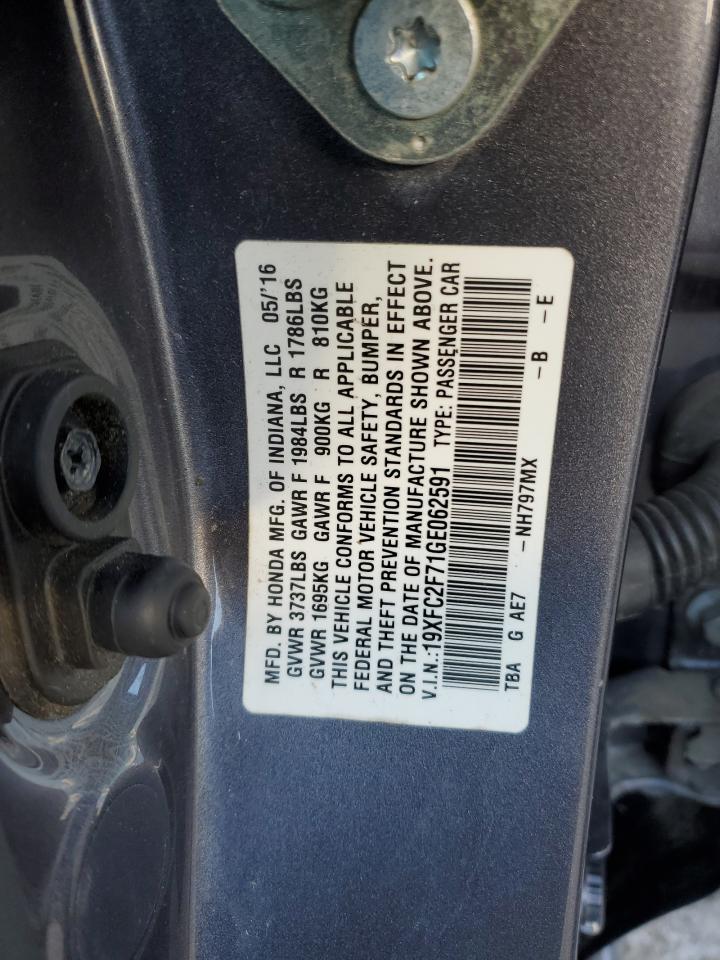 MFD. BY HONDA MFG. OF INDIANA, LLC 05/'16
GVWR 3737LBS GAWR F 1984LBS R 1786LBS
GVWR 1695KG GAWR F 900KG R 810KG
THIS VEHICLE CONFORMS TO ALL APPLICABLE
FEDERAL MOTOR VEHICLE SAFETY, BUMPER,
AND THEFT PREVENTION STANDARDS IN EFFECT
ON THE DATE OF MANUFACTURE SHOWN ABOVE.
V.I.N.:19XFC2F71GE062591 TYPE: PASSENGER CAR
TBA G AE7 -NH797MX -B -E